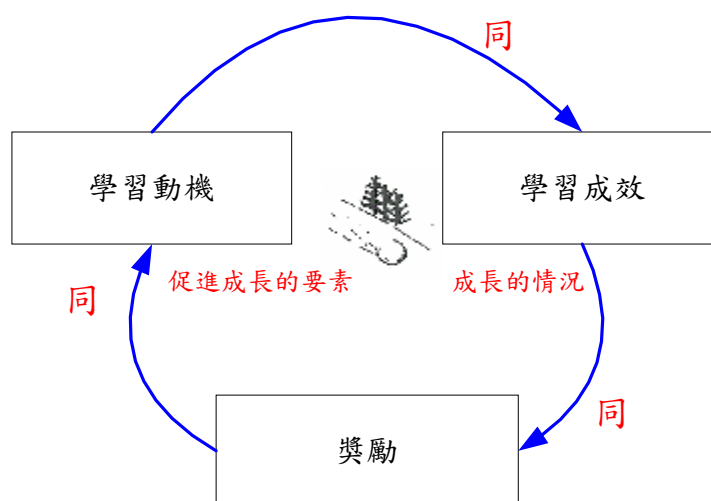 同
學習動機
學習成效
促進成長的要素
成長的情況
同
同
獎勵